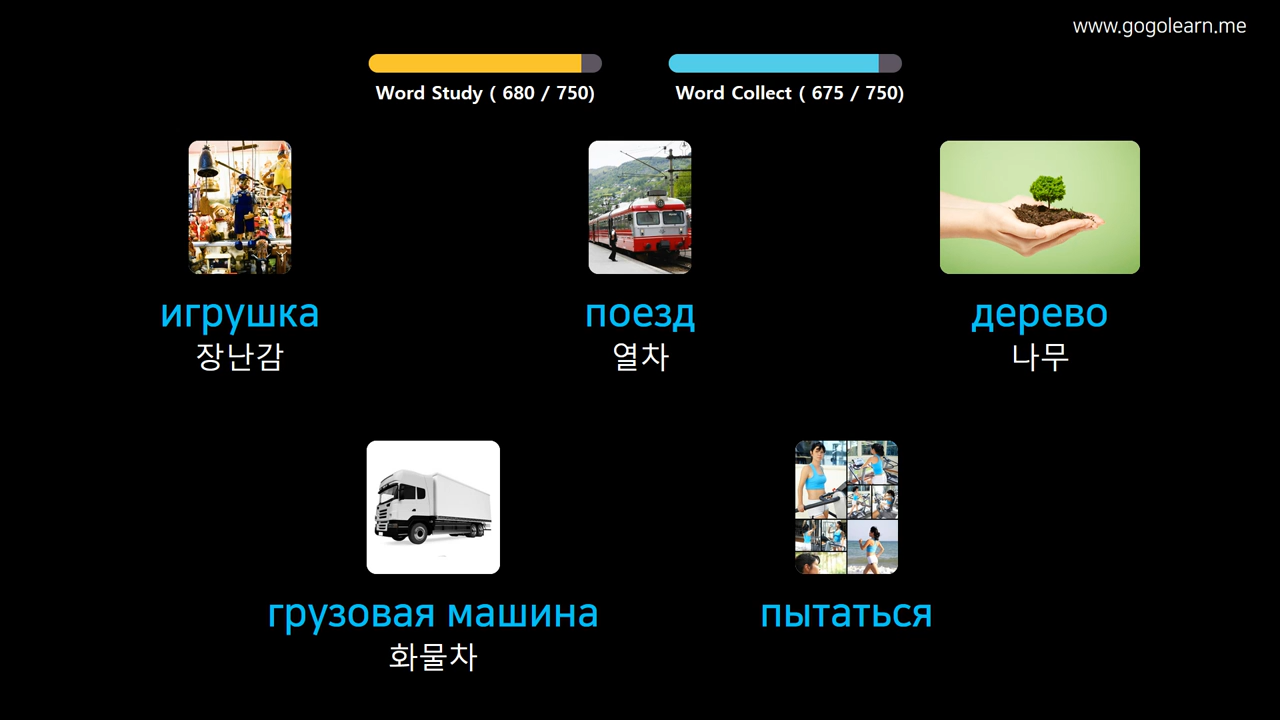 www.gogolearn.me
Word Study ( 680 / 750)
Word Collect ( 675 / 750)
игрушка
장난감
поезд
열차
дерево
나무
грузовая машина
화물차
пытаться